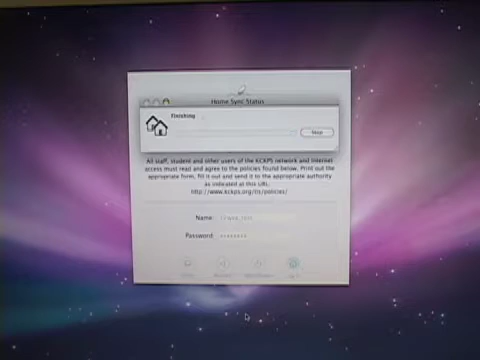 Home Sync Status
Finishing
Stop
All staff, student and other users of the KCKPS network and Internet
access must read and agree to the policies found below. Print out the
appropriate form, fill it out and send it to the appropriate authority
as indicated at this URL:
http://www.kckps.org/tis/policies/
Name:
Password: